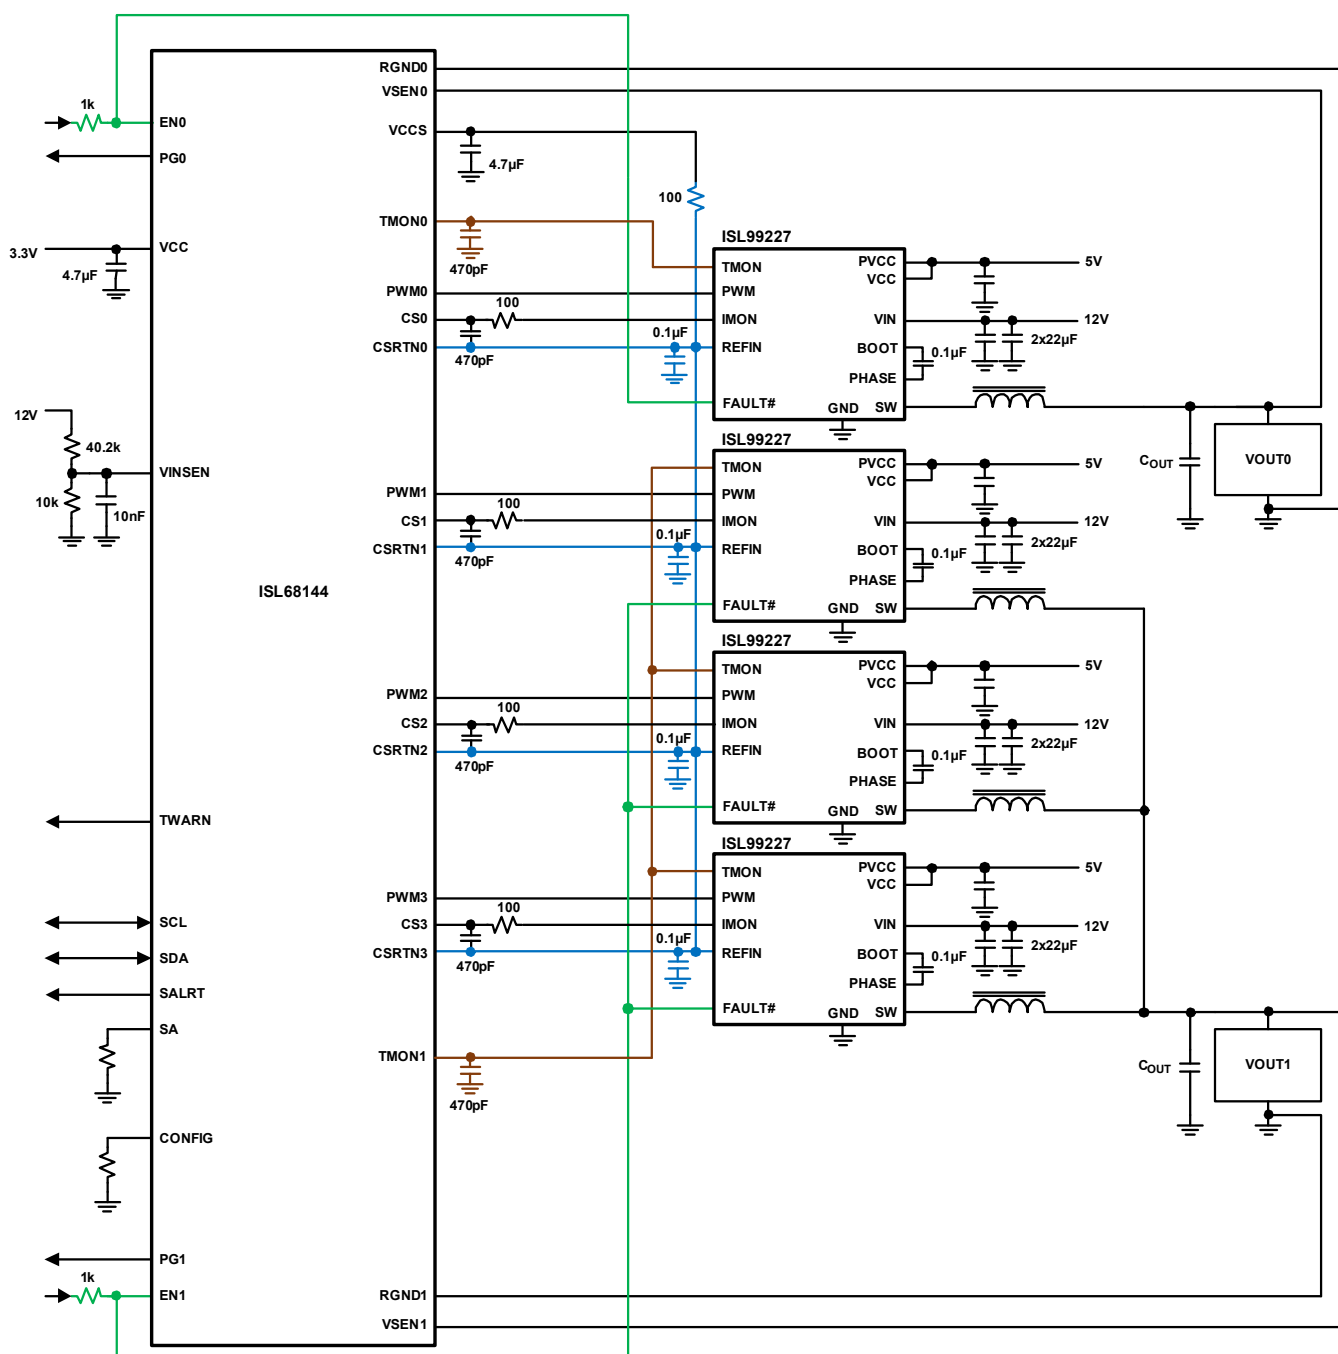 RGND0
VSEN0
1k
EN0
VCCS
PG0
4.7µF
100
TMON0
ISL99227
3.3V
VCC
4.7µF
470pF
TMON
PVCC
VCC
5V
PWM0
PWM
100
CS0
IMON
VIN
12V
0.1µF
2x22µF
CSRTN0
REFIN
BOOT
0.1µF
470pF
PHASE
FAULT#
GND
SW
12V
40.2k
ISL99227
VINSEN
TMON
PVCC
VCC
5V
COUT
VOUT0
10k
10nF
PWM1
PWM
100
CS1
IMON
VIN
12V
0.1µF
2x22µF
CSRTN1
REFIN
BOOT
0.1µF
470pF
PHASE
ISL68144
FAULT#
GND
SW
ISL99227
TMON
PVCC
VCC
5V
PWM2
PWM
100
CS2
IMON
VIN
12V
0.1µF
2x22µF
CSRTN2
REFIN
BOOT
0.1µF
470pF
PHASE
TWARN
FAULT#
GND
SW
ISL99227
TMON
PVCC
VCC
5V
PWM3
PWM
100
SCL
CS3
IMON
VIN
12V
0.1µF
2x22µF
SDA
CSRTN3
REFIN
BOOT
0.1µF
470pF
PHASE
SALRT
FAULT#
GND
SW
SA
TMON1
470pF
COUT
VOUT1
CONFIG
PG1
1k
EN1
RGND1
VSEN1